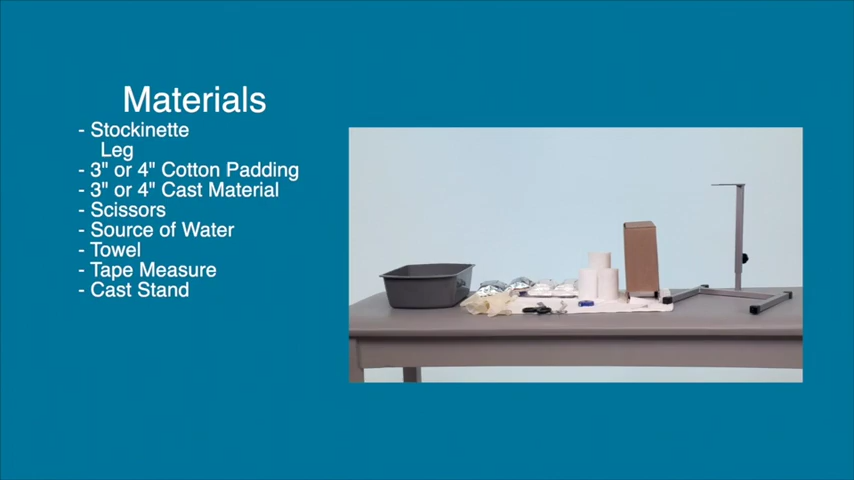 Materials
- Stockinette
Leg
- 3" or 4" Cotton Padding
- 3" or 4" Cast Material
- Scissors
- Source of Water
- Towel
- Tape Measure
- Cast Stand